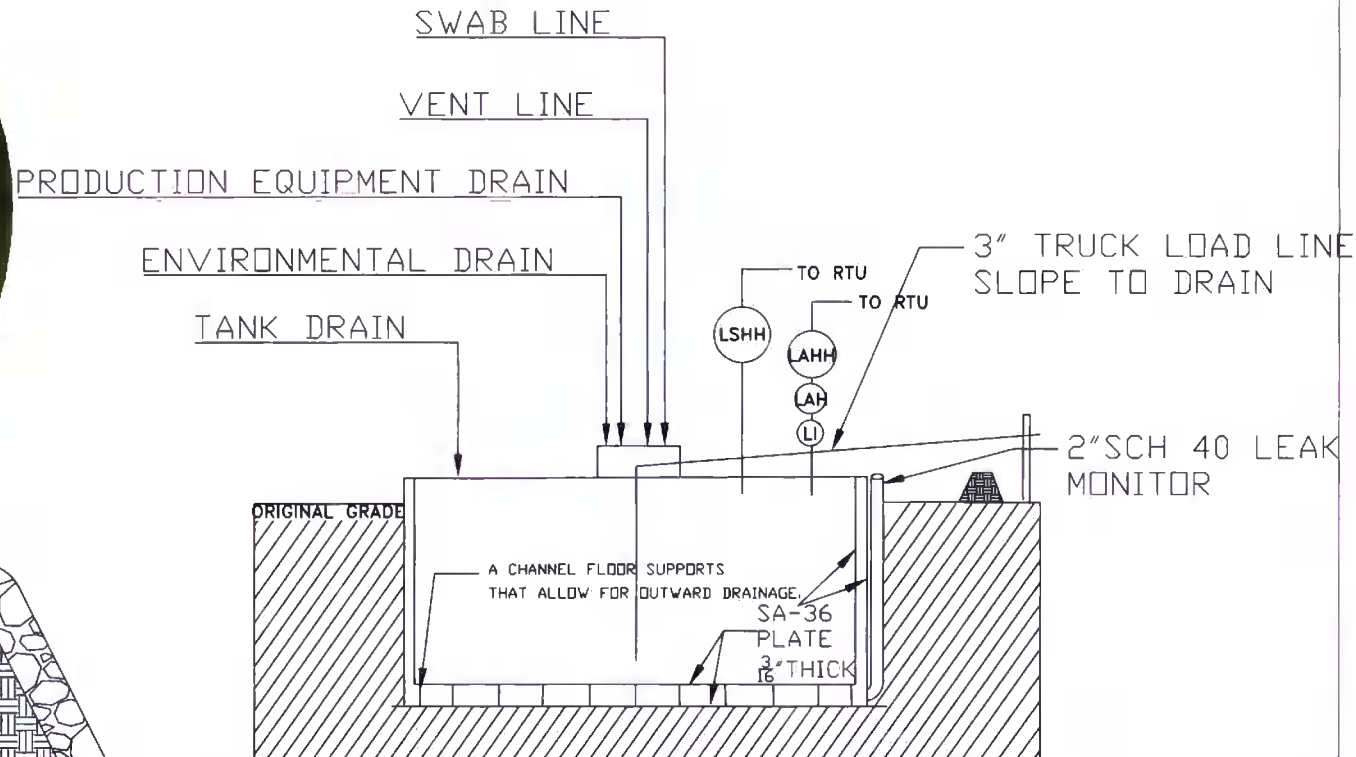 SWAB LINE
VENT LINE
PRODUCTION EQUIPMENT DRAIN
ENVIRONMENTAL DRAIN
TANK DRAIN
TO RTU
TO RTU
3" TRUCK LOAD LINE
SLOPE TO DRAIN
LSHH
LAHH
LAH
LI
2"SCH 40 LEAK
MONITOR
ORIGINAL GRADE
A CHANNEL FLOOR SUPPORTS
THAT ALLOW FOR OUTWARD DRAINAGE.
SA-36
PLATE
3/16" THICK